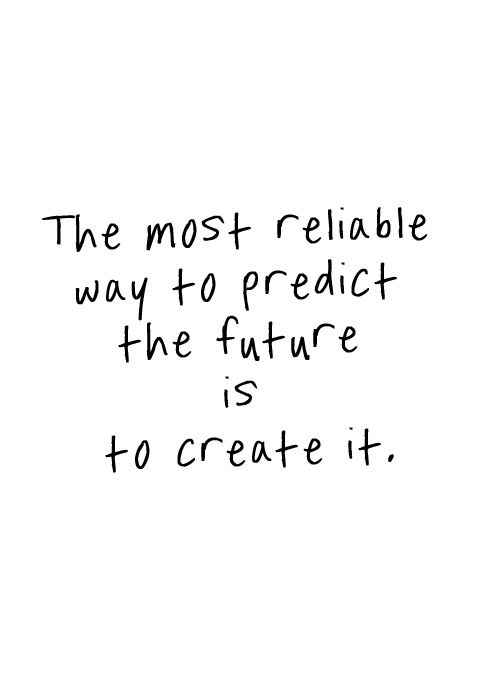 The most reliable
way to predict
the future
is
to create it.